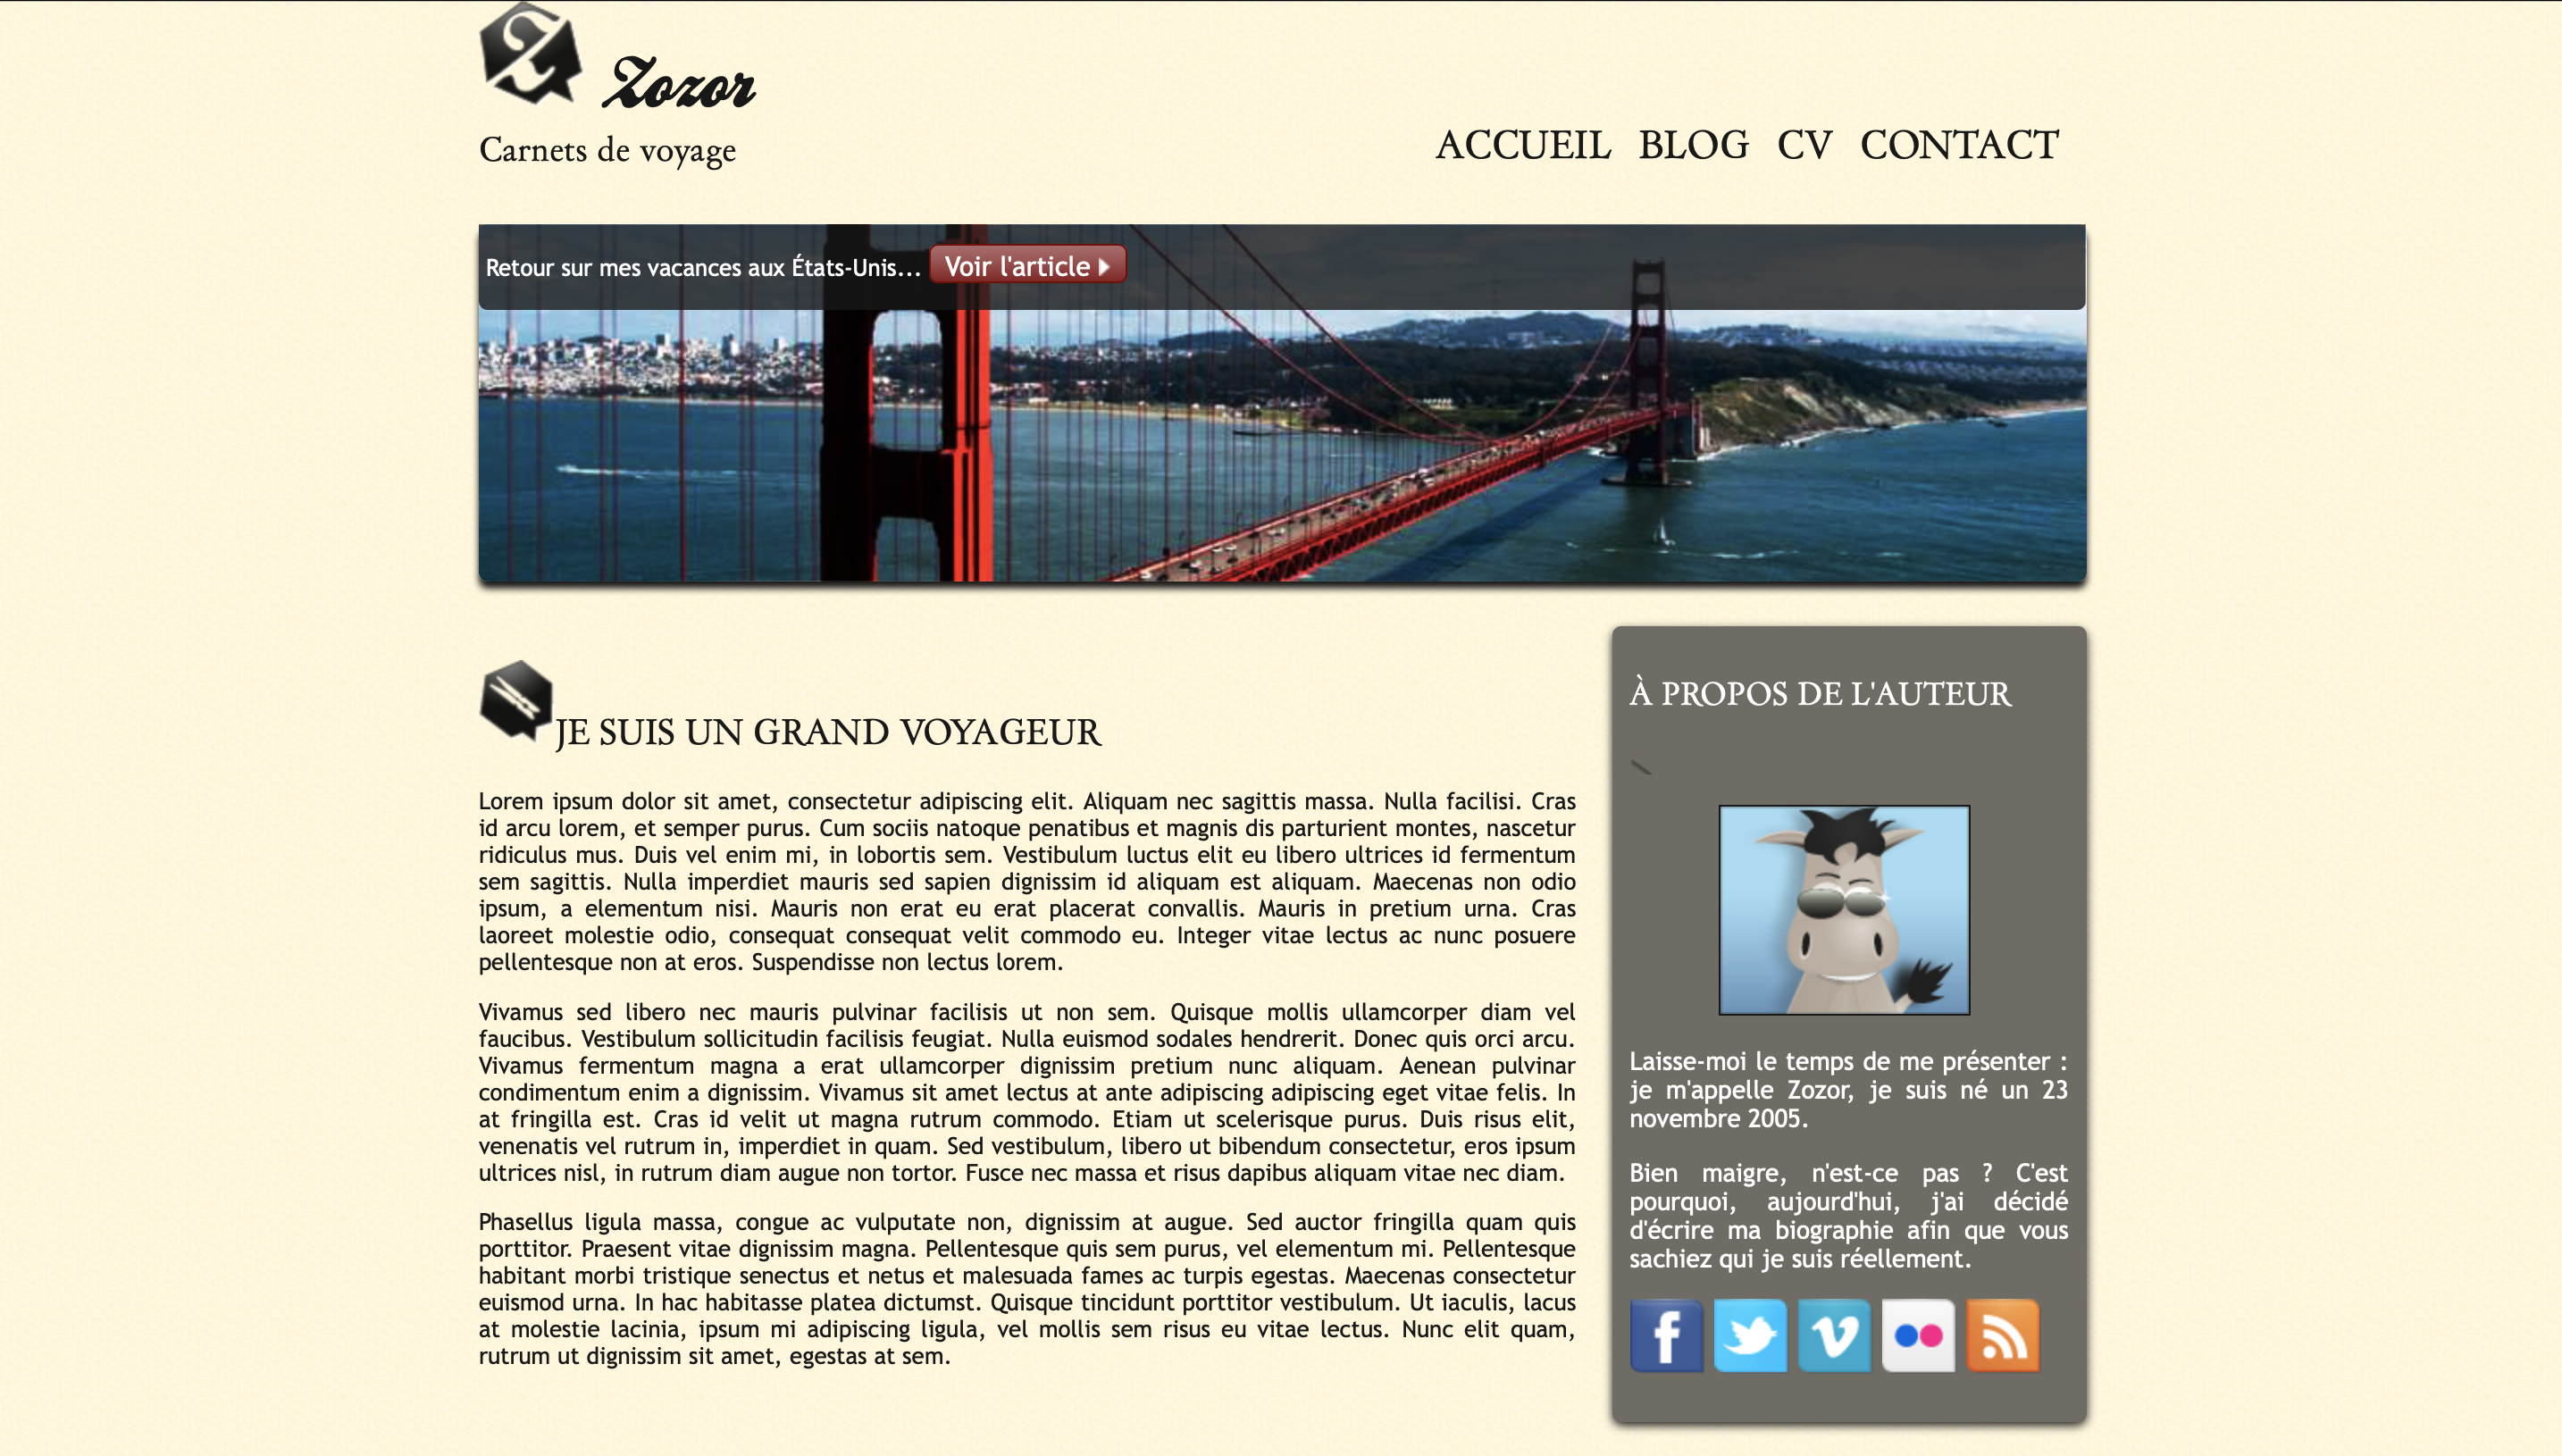 Zozor
Carnets de voyage
ACCUEIL BLOG CV CONTACT
Retour sur mes vacances aux États-Unis... Voir l'article
JE SUIS UN GRAND VOYAGEUR
Lorem ipsum dolor sit amet, consectetur adipiscing elit. Aliquam nec sagittis massa. Nulla facilisi. Cras
id arcu lorem, et semper purus. Cum sociis natoque penatibus et magnis dis parturient montes, nascetur
ridiculus mus. Duis vel enim mi, in lobortis sem. Vestibulum luctus elit eu libero ultrices id fermentum
sem sagittis. Nulla imperdiet mauris sed sapien dignissim id aliquam est aliquam. Maecenas non odio
ipsum, a elementum nisi. Mauris non erat eu erat placerat convallis. Mauris in pretium urna. Cras
laoreet molestie odio, consequat consequat velit commodo eu. Integer vitae lectus ac nunc posuere
pellentesque non at eros. Suspendisse non lectus lorem.
Vivamus sed libero nec mauris pulvinar facilisis ut non sem. Quisque mollis ullamcorper diam vel
faucibus. Vestibulum sollicitudin facilisis feugiat. Nulla euismod sodales hendrerit. Donec quis orci arcu.
Vivamus fermentum magna a erat ullamcorper dignissim pretium nunc aliquam. Aenean pulvinar
condimentum enim a dignissim. Vivamus sit amet lectus at ante adipiscing adipiscing eget vitae felis. In
at fringilla est. Cras id velit ut magna rutrum commodo. Etiam ut scelerisque purus. Duis risus elit,
venenatis vel rutrum in, imperdiet in quam. Sed vestibulum, libero ut bibendum consectetur, eros ipsum
ultrices nisl, in rutrum diam augue non tortor. Fusce nec massa et risus dapibus aliquam vitae nec diam.
Phasellus ligula massa, congue ac vulputate non, dignissim at augue. Sed auctor fringilla quam quis
porttitor. Praesent vitae dignissim magna. Pellentesque quis sem purus, vel elementum mi. Pellentesque
habitant morbi tristique senectus et netus et malesuada fames ac turpis egestas. Maecenas consectetur
euismod urna. In hac habitasse platea dictumst. Quisque tincidunt porttitor vestibulum. Ut iaculis, lacus
at molestie lacinia, ipsum mi adipiscing ligula, vel mollis sem risus eu vitae lectus. Nunc elit quam,
rutrum ut dignissim sit amet, egestas at sem.
À PROPOS DE L'AUTEUR
Laisse-moi le temps de me présenter :
je m'appelle Zozor, je suis né un 23
novembre 2005.
Bien maigre, n'est-ce pas ? C'est
pourquoi, aujourd'hui, j'ai décidé
d'écrire ma biographie afin que vous
sachiez qui je suis réellement.